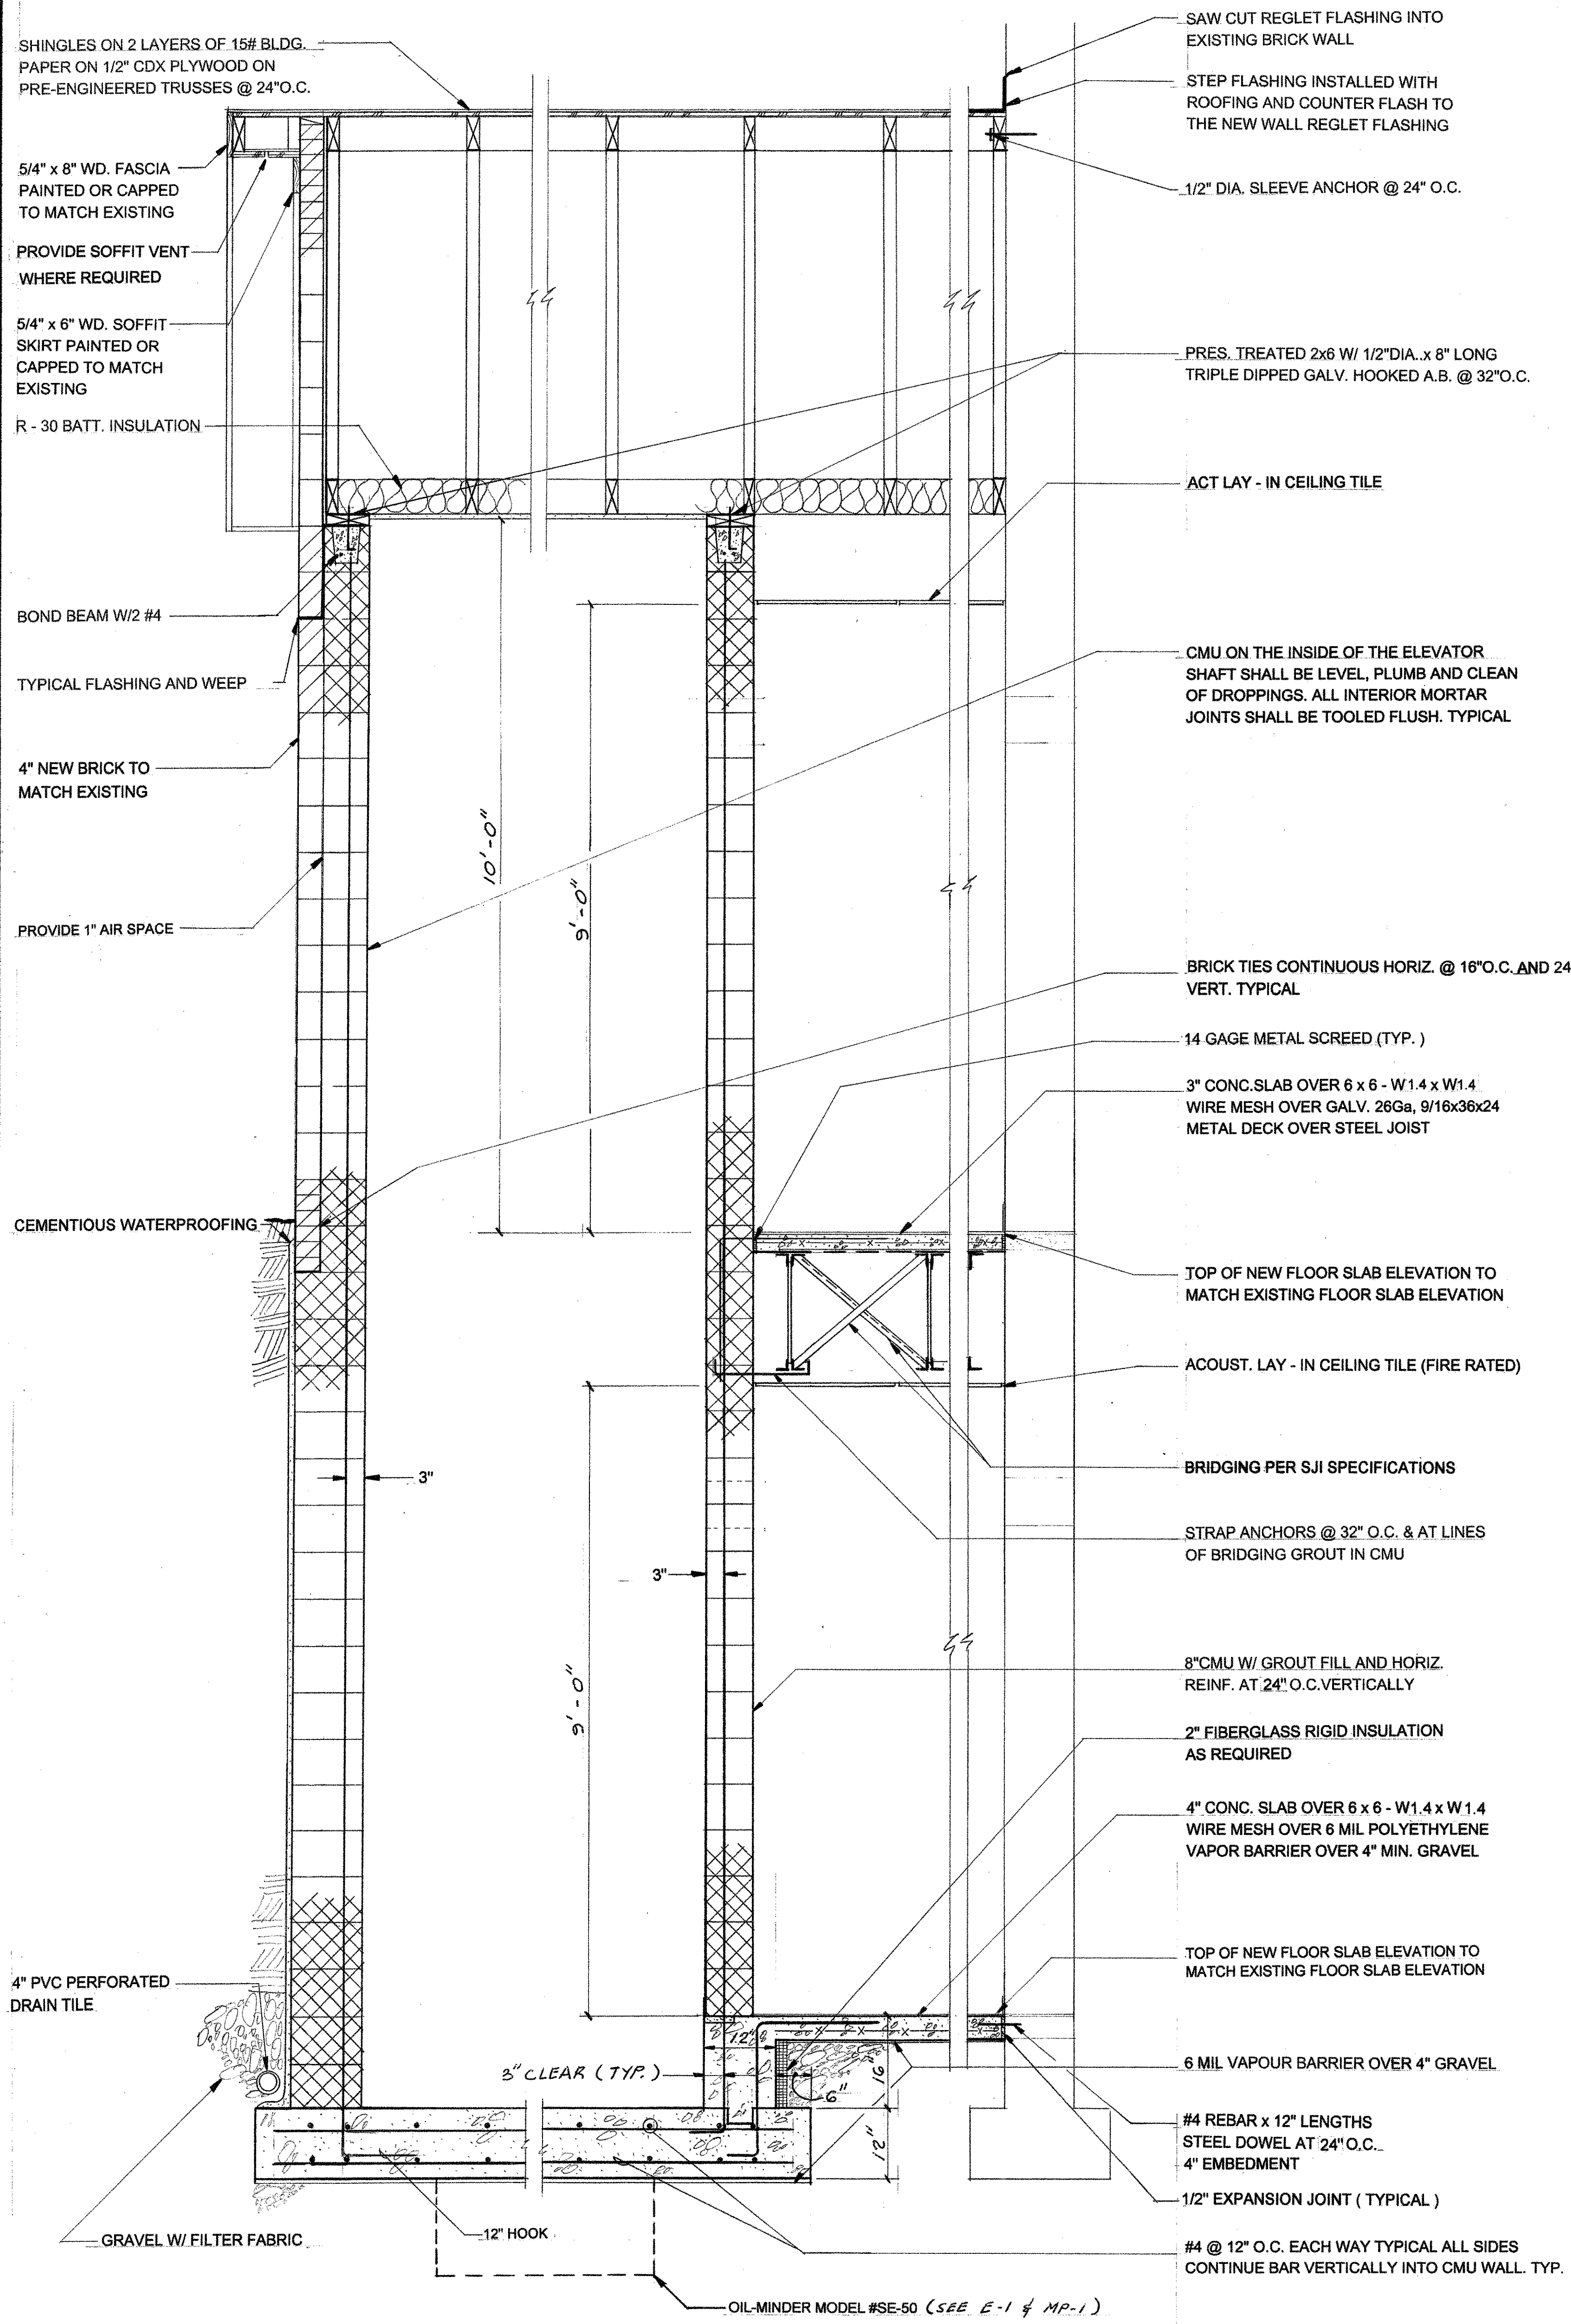 SHINGLES ON 2 LAYERS OF 15# BLDG.
PAPER ON 1/2" CDX PLYWOOD ON
PRE-ENGINEERED TRUSSES @ 24"O.C.
5/4" x 8" WD. FASCIA
PAINTED OR CAPPED
TO MATCH EXISTING
PROVIDE SOFFIT VENT
WHERE REQUIRED
5/4" x 6" WD. SOFFIT
SKIRT PAINTED OR
CAPPED TO MATCH
EXISTING
R - 30 BATT. INSULATION
BOND BEAM W/2 #4
TYPICAL FLASHING AND WEEP
4" NEW BRICK TO
MATCH EXISTING
PROVIDE 1" AIR SPACE
CEMENTIOUS WATERPROOFING
4" PVC PERFORATED
DRAIN TILE
GRAVEL W/ FILTER FABRIC
12" HOOK
OIL-MINDER MODEL #SE-50 (SEE E-1 & MP-1)
10'-0"
9'-0"
3"
3"
9'-0"
3" CLEAR (TYP.)
12"
6"
16"
12"
SAW CUT REGLET FLASHING INTO
EXISTING BRICK WALL
STEP FLASHING INSTALLED WITH
ROOFING AND COUNTER FLASH TO
THE NEW WALL REGLET FLASHING
1/2" DIA. SLEEVE ANCHOR @ 24" O.C.
PRES. TREATED 2x6 W/ 1/2"DIA..x 8" LONG
TRIPLE DIPPED GALV. HOOKED A.B. @ 32"O.C.
ACT LAY - IN CEILING TILE
CMU ON THE INSIDE OF THE ELEVATOR
SHAFT SHALL BE LEVEL, PLUMB AND CLEAN
OF DROPPINGS. ALL INTERIOR MORTAR
JOINTS SHALL BE TOOLED FLUSH. TYPICAL
BRICK TIES CONTINUOUS HORIZ. @ 16"O.C. AND 24
VERT. TYPICAL
14 GAGE METAL SCREED (TYP. )
3" CONC.SLAB OVER 6 x 6 - W1.4 x W1.4
WIRE MESH OVER GALV. 26Ga, 9/16x36x24
METAL DECK OVER STEEL JOIST
TOP OF NEW FLOOR SLAB ELEVATION TO
MATCH EXISTING FLOOR SLAB ELEVATION
ACOUST. LAY - IN CEILING TILE (FIRE RATED)
BRIDGING PER SJI SPECIFICATIONS
STRAP ANCHORS @ 32" O.C. & AT LINES
OF BRIDGING GROUT IN CMU
8"CMU W/ GROUT FILL AND HORIZ.
REINF. AT 24" O.C.VERTICALLY
2" FIBERGLASS RIGID INSULATION
AS REQUIRED
4" CONC. SLAB OVER 6 x 6 - W1.4 x W1.4
WIRE MESH OVER 6 MIL POLYETHYLENE
VAPOR BARRIER OVER 4" MIN. GRAVEL
TOP OF NEW FLOOR SLAB ELEVATION TO
MATCH EXISTING FLOOR SLAB ELEVATION
6 MIL VAPOUR BARRIER OVER 4" GRAVEL
#4 REBAR x 12" LENGTHS
STEEL DOWEL AT 24" O.C.
4" EMBEDMENT
1/2" EXPANSION JOINT ( TYPICAL )
#4 @ 12" O.C. EACH WAY TYPICAL ALL SIDES
CONTINUE BAR VERTICALLY INTO CMU WALL. TYP.